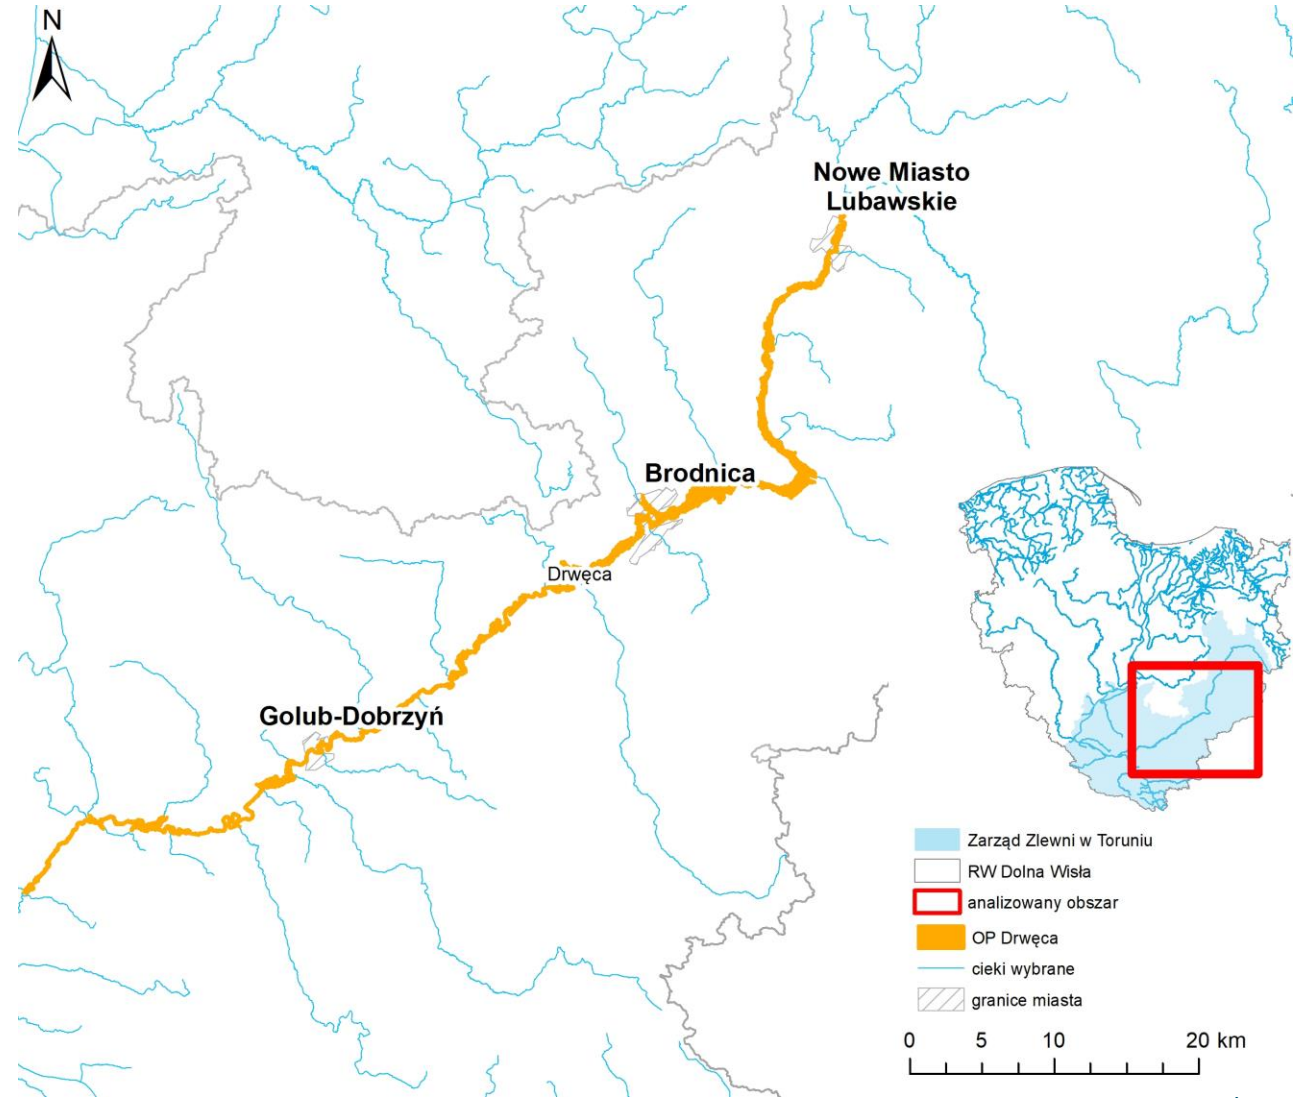 N
Nowe Miasto
Lubawskie
Brodnica
Drwęca
Golub-Dobrzyń
Zarząd Zlewni w Toruniu
RW Dolna Wisła
analizowany obszar
OP Drwęca
cieki wybrane
granice miasta
0 5 10 20 km